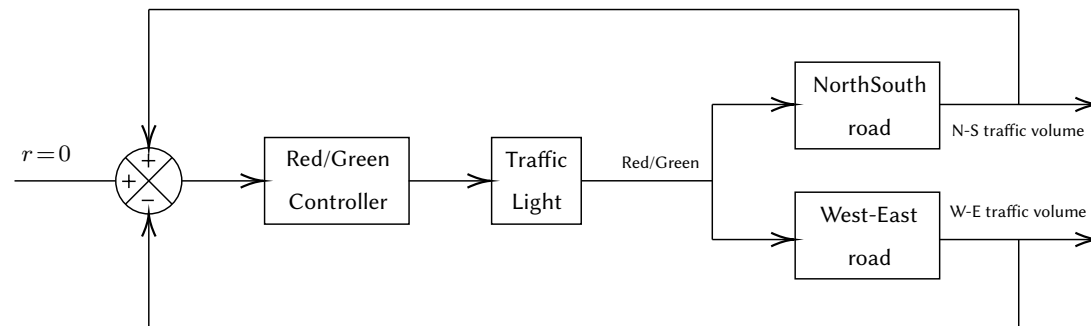 r=0
+
+
−
Red/Green
Controller
Traffic
Light
Red/Green
NorthSouth
road
N-S traffic volume
West-East
road
W-E traffic volume